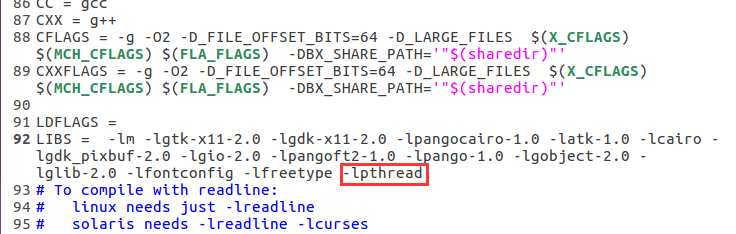 86 CC = gcc
87 CXX = g++
88 CFLAGS = -g -O2 -D_FILE_OFFSET_BITS=64 -D_LARGE_FILES  $(X_CFLAGS)
$(MCH_CFLAGS) $(FLA_FLAGS)  -DBX_SHARE_PATH='"$(sharedir)"'
89 CXXFLAGS = -g -O2 -D_FILE_OFFSET_BITS=64 -D_LARGE_FILES  $(X_CFLAGS)
$(MCH_CFLAGS) $(FLA_FLAGS)  -DBX_SHARE_PATH='"$(sharedir)"'
90
91 LDFLAGS =
92 LIBS =  -lm -lgtk-x11-2.0 -lgdk-x11-2.0 -lpangocairo-1.0 -latk-1.0 -lcairo -
lgdk_pixbuf-2.0 -lgio-2.0 -lpangoft2-1.0 -lpango-1.0 -lgobject-2.0 -
lglib-2.0 -lfontconfig -lfreetype -lpthread
93 # To compile with readline:
94 #   linux needs just -lreadline
95 #   solaris needs -lreadline -lcurses